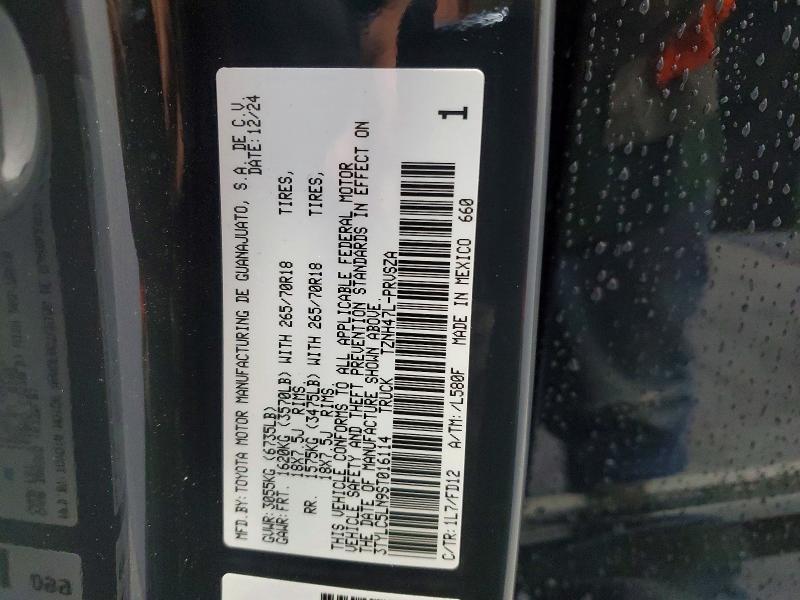 MFD.BY:TOYOTA MOTOR MANUFACTURING DE GUANAJUATO, S.A. DE C.V.
DATE:12/24
GVWR:3055KG (6735LB)
GAWR:FRT. 1620KG (3570LB) WITH 265/70R18 TIRES,
18X7.5J RIMS,
RR. 1575KG (3475LB) WITH 265/70R18 TIRES,
18X7.5J RIMS.
THIS VEHICLE CONFORMS TO ALL APPLICABLE FEDERAL MOTOR
VEHICLE SAFETY AND THEFT PREVENTION STANDARDS IN EFFECT ON
THE DATE OF MANUFACTURE SHOWN ABOVE.
3TYLC5LN9ST016114 TRUCK TZNH47L-PRVSZA
C/TR:1L7/FD12 A/TM:/L580F MADE IN MEXICO 660
1